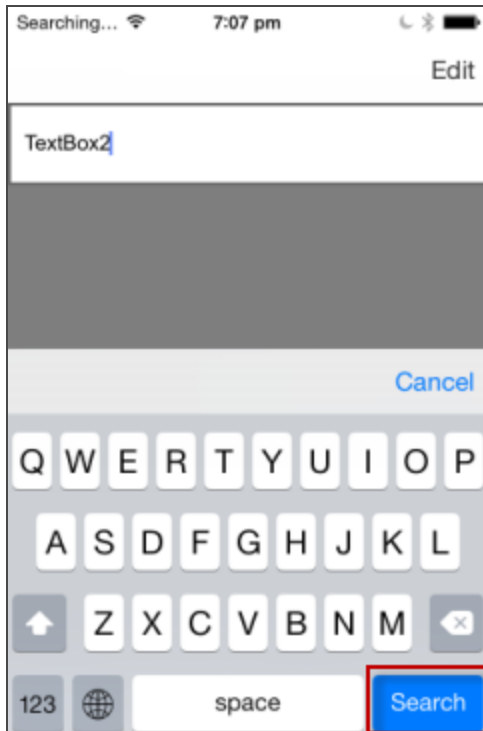 Searching... 7:07 pm
Edit
TextBox2
Cancel
Q W E R T Y U I O P
A S D F G H J K L
Z X C V B N M
123 space Search